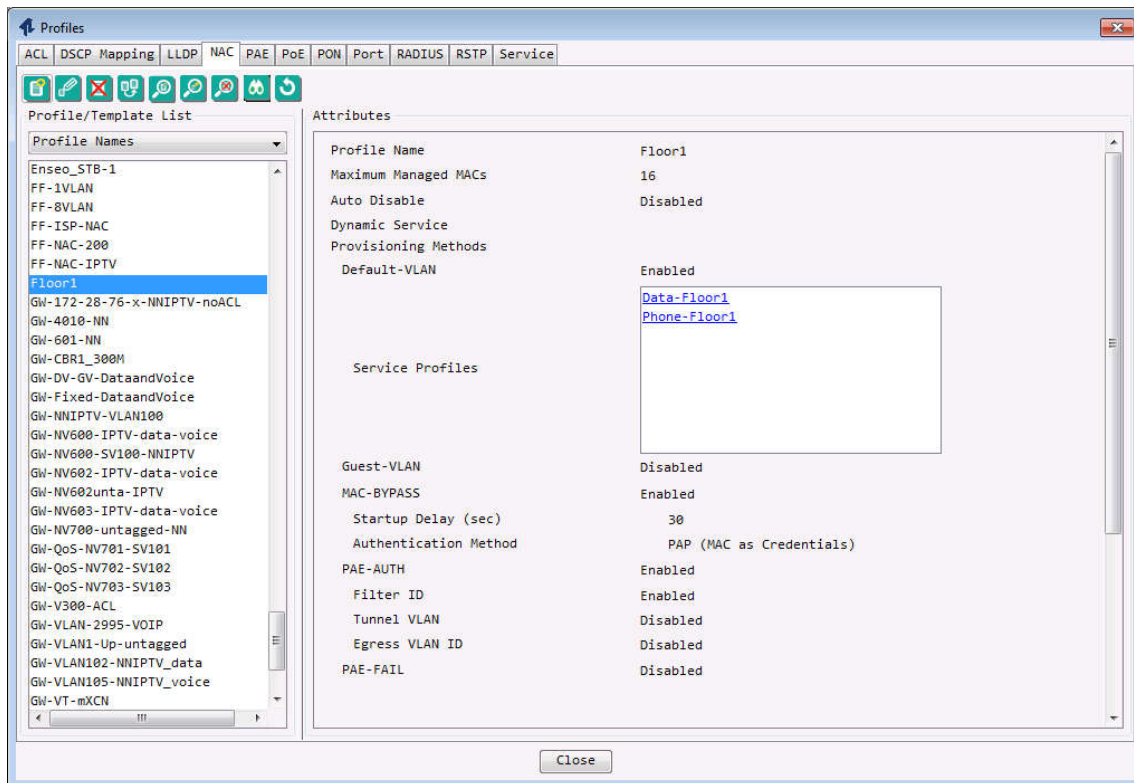 Profiles
ACL DSCP Mapping LLDP NAC PAE PoE PON Port RADIUS RSTP Service
Profile/Template List
Profile Names
Enseo_STB-1
FF-1VLAN
FF-8VLAN
FF-ISP-NAC
FF-NAC-200
FF-NAC-IPTV
Floor1
GW-172-28-76-x-NNIPTV-noACL
GW-4010-NN
GW-601-NN
GW-CBR1_300M
GW-DV-GV-DataandVoice
GW-Fixed-DataandVoice
GW-NNIPTV-VLAN100
GW-NV600-IPTV-data-voice
GW-NV600-SV100-NNIPTV
GW-NV602-IPTV-data-voice
GW-NV602unta-IPTV
GW-NV603-IPTV-data-voice
GW-NV700-untagged-NN
GW-QoS-NV701-SV101
GW-QoS-NV702-SV102
GW-QoS-NV703-SV103
GW-V300-ACL
GW-VLAN-2995-VOIP
GW-VLAN1-Up-untagged
GW-VLAN102-NNIPTV_data
GW-VLAN105-NNIPTV_voice
GW-VT-mXCN
Attributes
Profile Name Floor1
Maximum Managed MACs 16
Auto Disable Disabled
Dynamic Service
Provisioning Methods
Default-VLAN Enabled
Data-Floor1
Phone-Floor1
Service Profiles
Guest-VLAN Disabled
MAC-BYPASS Enabled
Startup Delay (sec) 30
Authentication Method PAP (MAC as Credentials)
PAE-AUTH Enabled
Filter ID Enabled
Tunnel VLAN Disabled
Egress VLAN ID Disabled
PAE-FAIL Disabled
Close